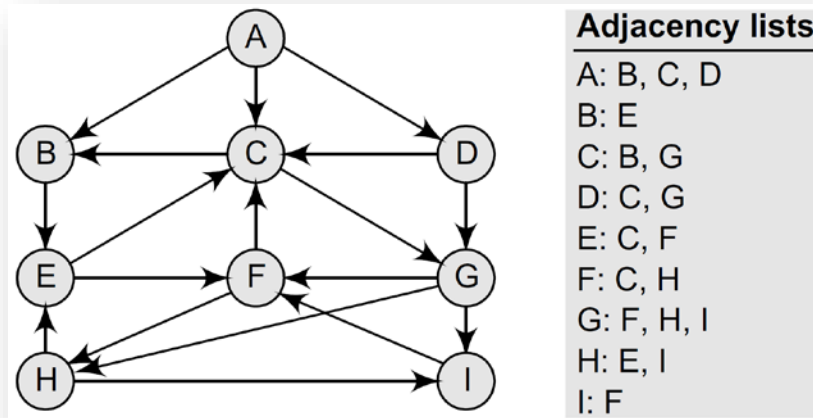 A
B
C
D
E
F
G
H
I
Adjacency lists
A: B, C, D
B: E
C: B, G
D: C, G
E: C, F
F: C, H
G: F, H, I
H: E, I
I: F